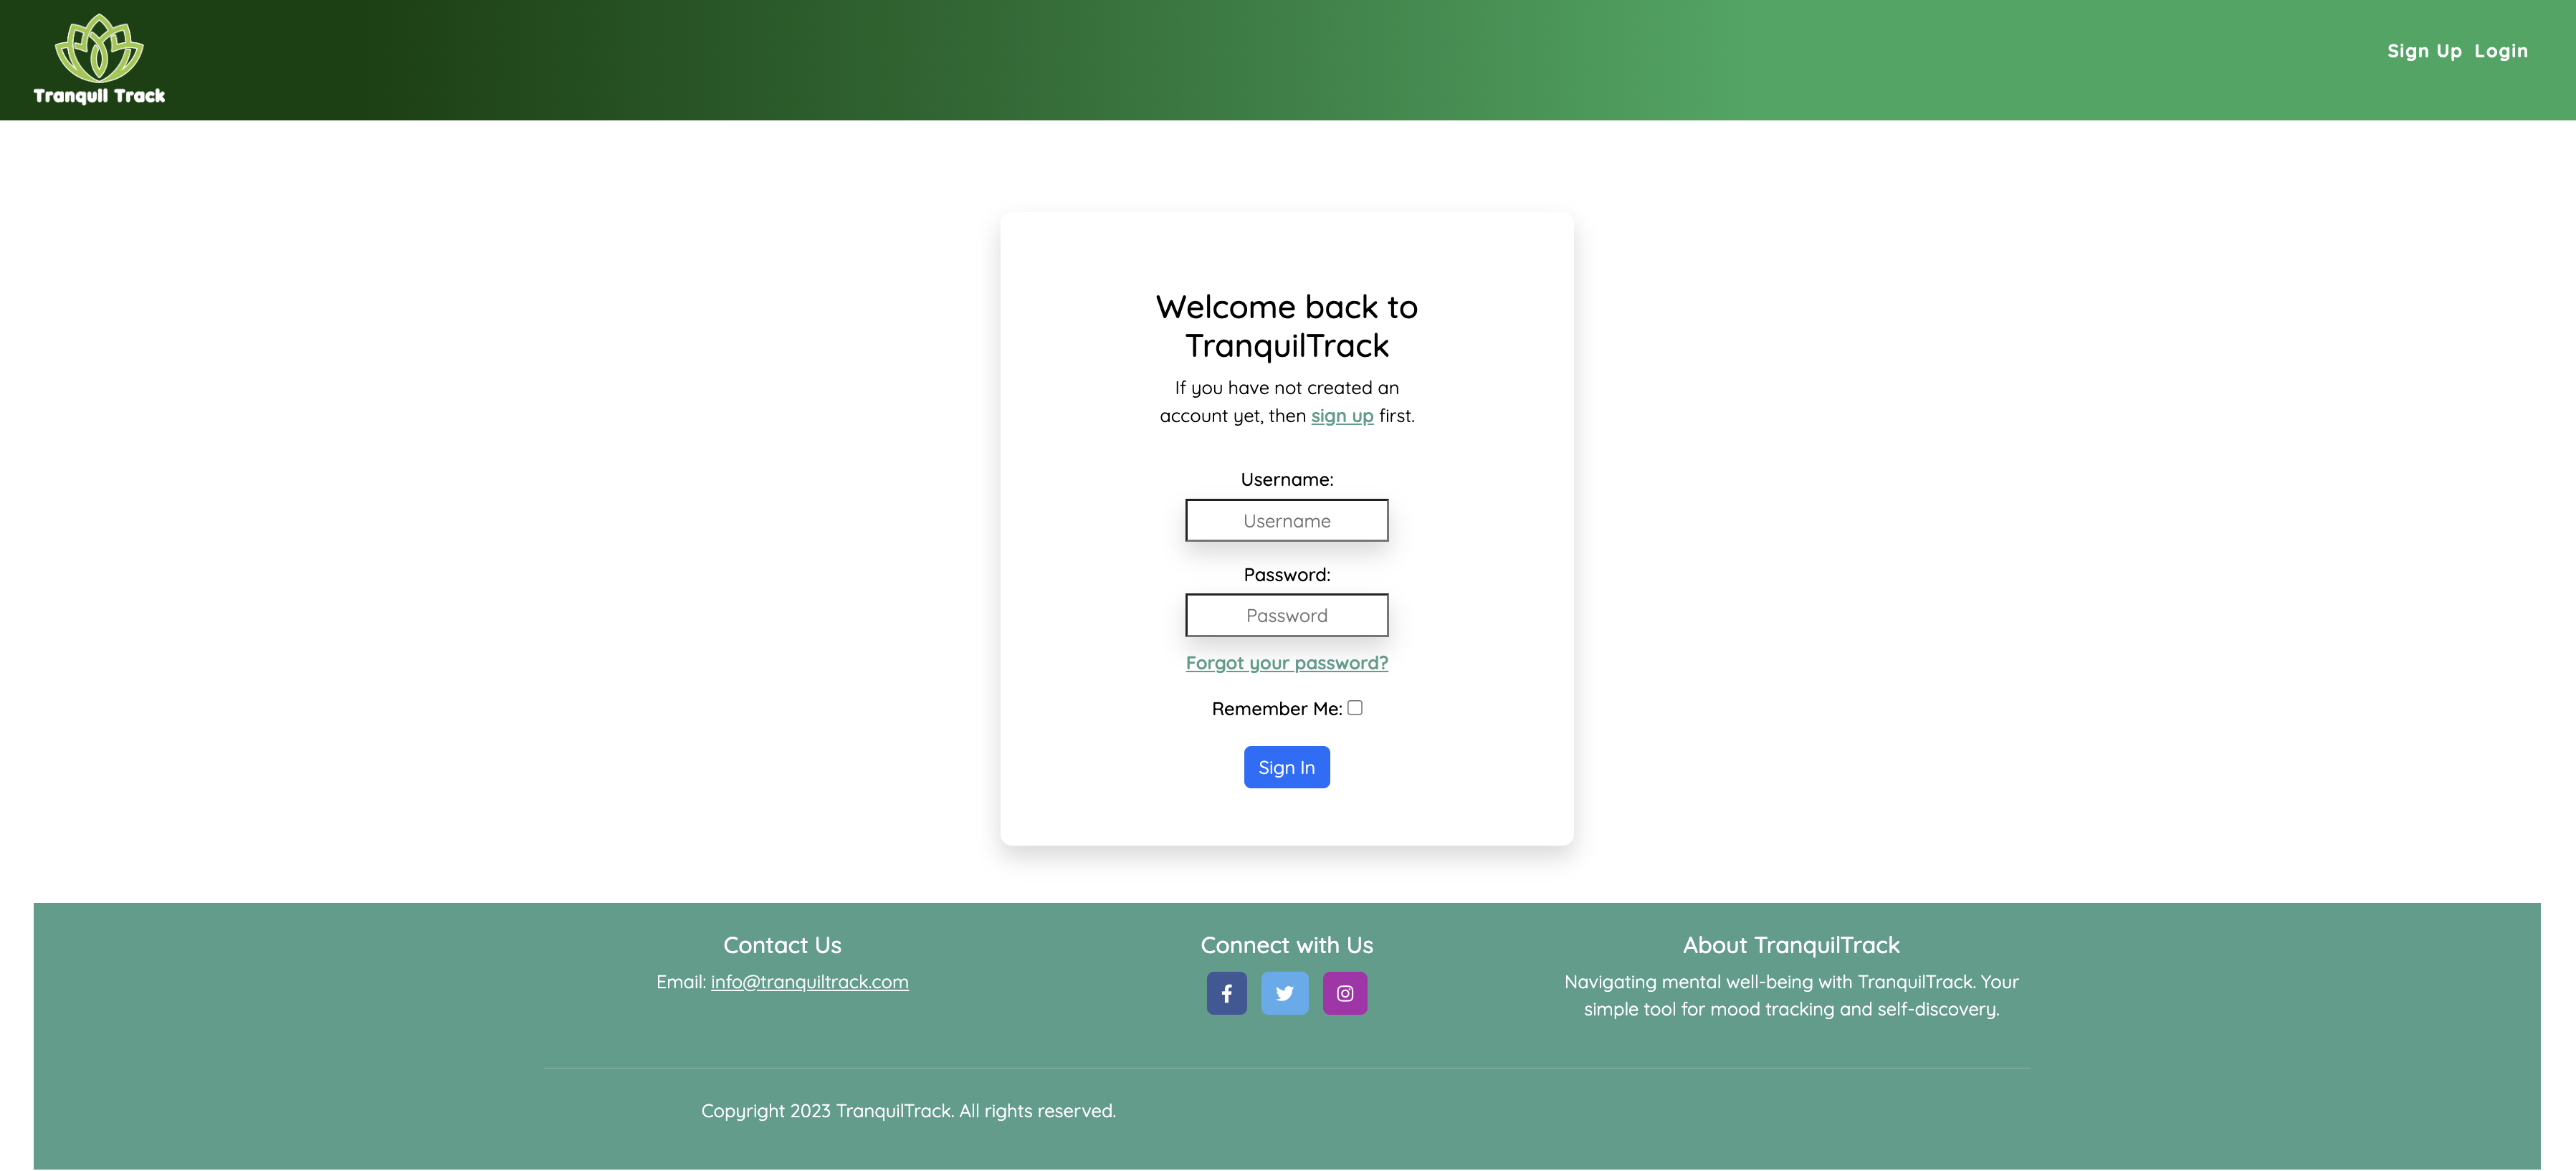 Tranquil Track
Sign Up Login
Welcome back to
TranquilTrack
If you have not created an
account yet, then sign up first.
Username:
Username
Password:
Password
Forgot your password?
Remember Me:
Sign In
Contact Us
Email: info@tranquiltrack.com
Connect with Us
About TranquilTrack
Navigating mental well-being with TranquilTrack. Your
simple tool for mood tracking and self-discovery.
Copyright 2023 TranquilTrack. All rights reserved.